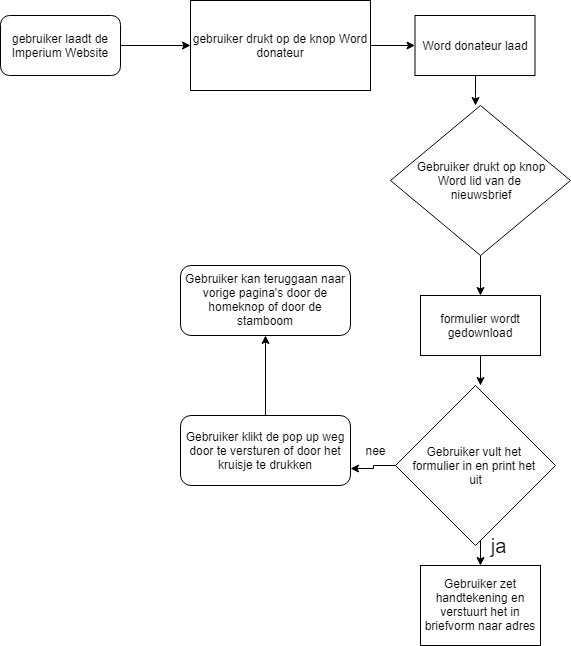 gebruiker laadt de
Imperium Website
gebruiker drukt op de knop Word
donateur
Word donateur laad
Gebruiker drukt op knop
Word lid van de
nieuwsbrief
Gebruiker kan teruggaan naar
vorige pagina's door de
homeknop of door de
stamboom
formulier wordt
gedownload
Gebruiker klikt de pop up weg
door te versturen of door het
kruisje te drukken
nee
Gebruiker vult het
formulier in en print het
uit
ja
Gebruiker zet
handtekening en
verstuurt het in
briefvorm naar adres